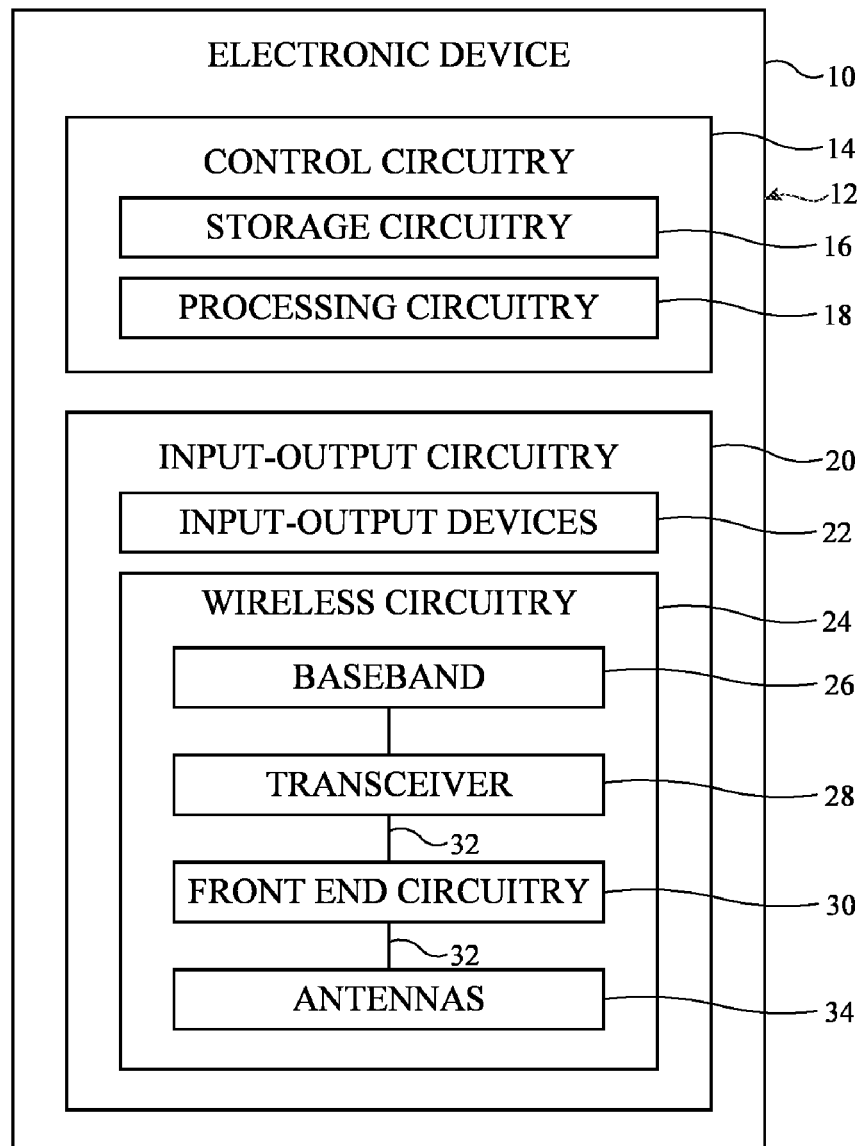 ELECTRONIC DEVICE
10
CONTROL CIRCUITRY
14
12
STORAGE CIRCUITRY
16
PROCESSING CIRCUITRY
18
INPUT-OUTPUT CIRCUITRY
20
INPUT-OUTPUT DEVICES
22
WIRELESS CIRCUITRY
24
BASEBAND
26
TRANSCEIVER
28
32
FRONT END CIRCUITRY
30
32
ANTENNAS
34